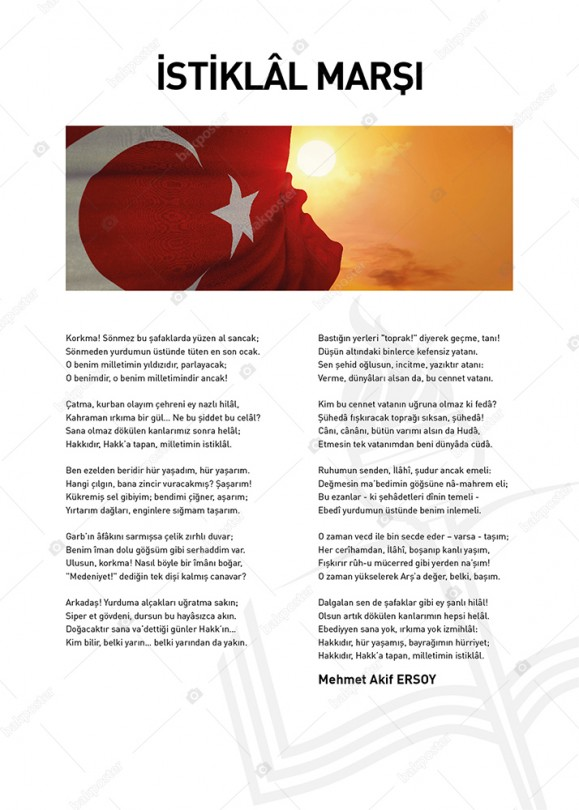 İSTİKLÂL MARŞI
Korkma! Sönmez bu şafaklarda yüzen al sancak;
Sönmeden yurdumun üstünde tüten en son ocak.
O benim milletimin yıldızıdır, parlayacak;
O benimdir, o benim milletimindir ancak!
Çatma, kurban olayım çehreni ey nazlı hilâl,
Kahraman ırkıma bir gül... Ne bu şiddet bu celâl?
Sana olmaz dökülen kanlarımız sonra helâl;
Hakkıdır, Hakk'a tapan, milletimin istiklâl.
Ben ezelden beridir hür yaşadım, hür yaşarım.
Hangi çılgın, bana zincir vuracakmış? Şaşarım!
Kükremiş sel gibiyim; bendimi çiğner, aşarım;
Yırtarım dağları, enginlere sığmam taşarım.
Garb'ın âfâkını sarmışsa çelik zırhlı duvar;
Benim îman dolu göğsüm gibi serhaddim var.
Ulusun, korkma! Nasıl böyle bir îmânı boğar,
"Medeniyet!" dediğin tek dişi kalmış canavar?
Arkadaş! Yurduma alçakları uğratma sakın;
Siper et gövdeni, dursun bu hayâsızca akın.
Doğacaktır sana va'dettiği günler Hakk'ın...
Kim bilir, belki yarın... belki yarından da yakın.
Bastığın yerleri "toprak!" diyerek geçme, tanı!
Düşün altındaki binlerce kefensiz yatanı.
Sen şehid oğlusun, incitme, yazıktır atanı:
Verme, dünyâları alsan da, bu cennet vatanı.
Kim bu cennet vatanın uğruna olmaz ki fedâ?
Şühedâ fışkıracak toprağı sıksan, şühedâ!
Cânı, cânânı, bütün varımı alsın da Hudâ,
Etmesin tek vatanımdan beni dünyâda cüdâ.
Ruhumun senden, İlâhî, şudur ancak emeli:
Değmesin ma'bedimin göğsüne nâ-mahrem eli;
Bu ezanlar - ki şehâdetleri dînin temeli -
Ebedî yurdumun üstünde benim inlemeli.
O zaman vecd ile bin secde eder – varsa - taşım;
Her cerîhamdan, İlâhî, boşanıp kanlı yaşım,
Fışkırır rûh-u mücerred gibi yerden na'şım!
O zaman yükselerek Arş'a değer, belki, başım.
Dalgalan sen de şafaklar gibi ey şanlı hilâl!
Olsun artık dökülen kanlarımın hepsi helâl.
Ebediyyen sana yok, ırkıma yok izmihlâl:
Hakkıdır, hür yaşamış, bayrağımın hürriyet;
Hakkıdır, Hakk'a tapan, milletimin istiklâl.
Mehmet Akif ERSOY
bakposter